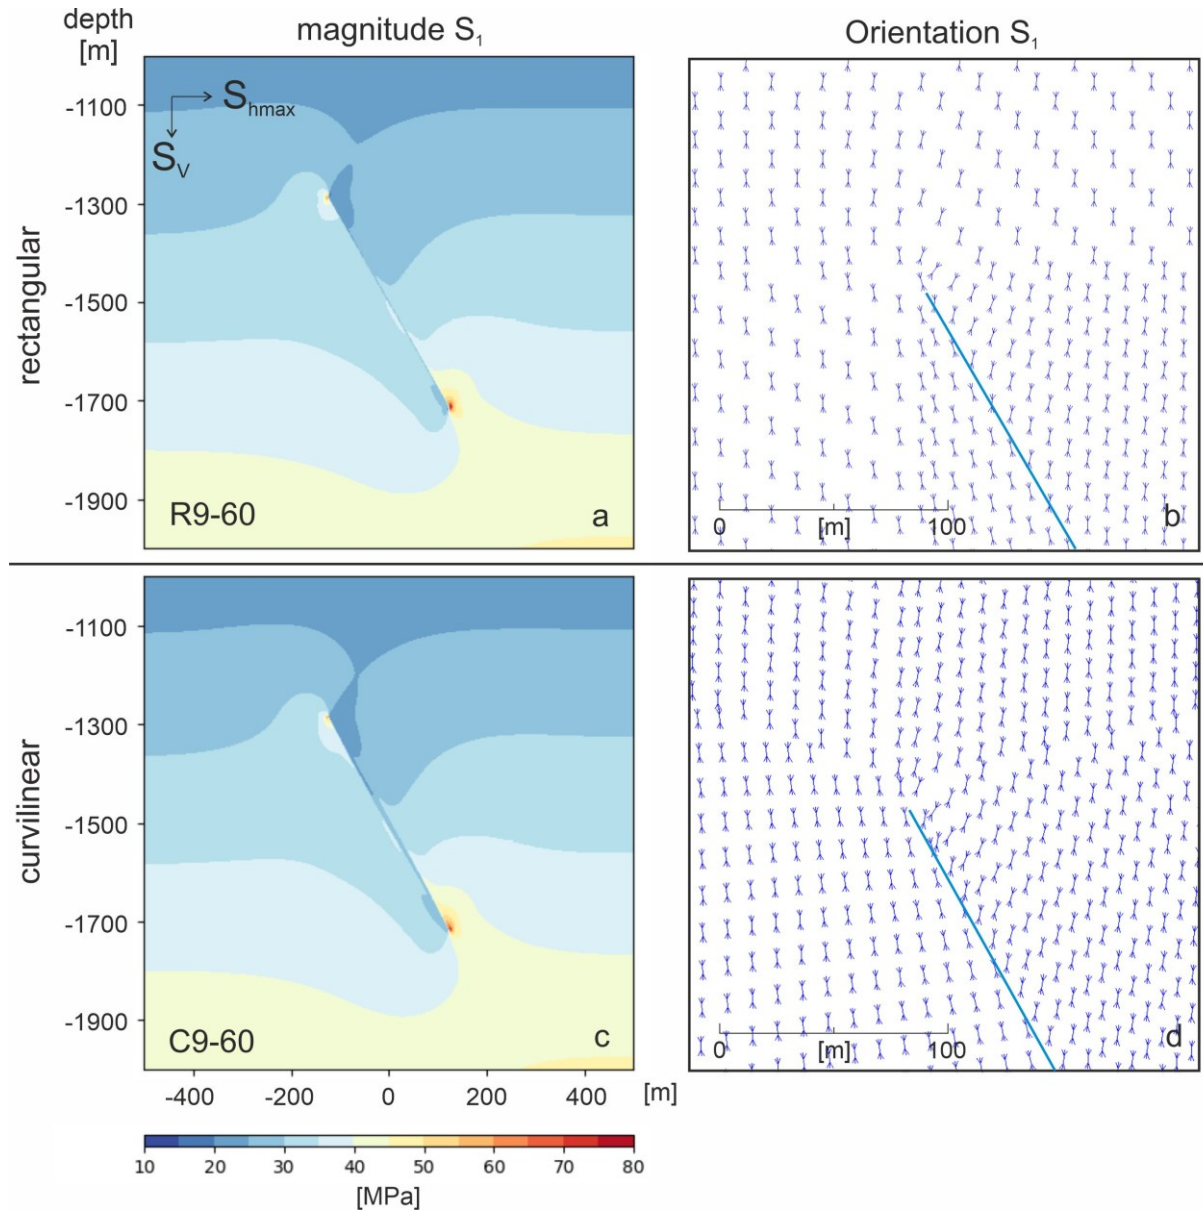 depth
[m]
magnitude S₁
Orientation S₁
rectangular
-1100
-1300
-1500
-1700
-1900
Shmax
SV
R9-60
a
0 [m] 100
b
curvilinear
-1100
-1300
-1500
-1700
-1900
C9-60
c
-400 -200 0 200 400 [m]
0 [m] 100
d
10 20 30 40 50 60 70 80
[MPa]